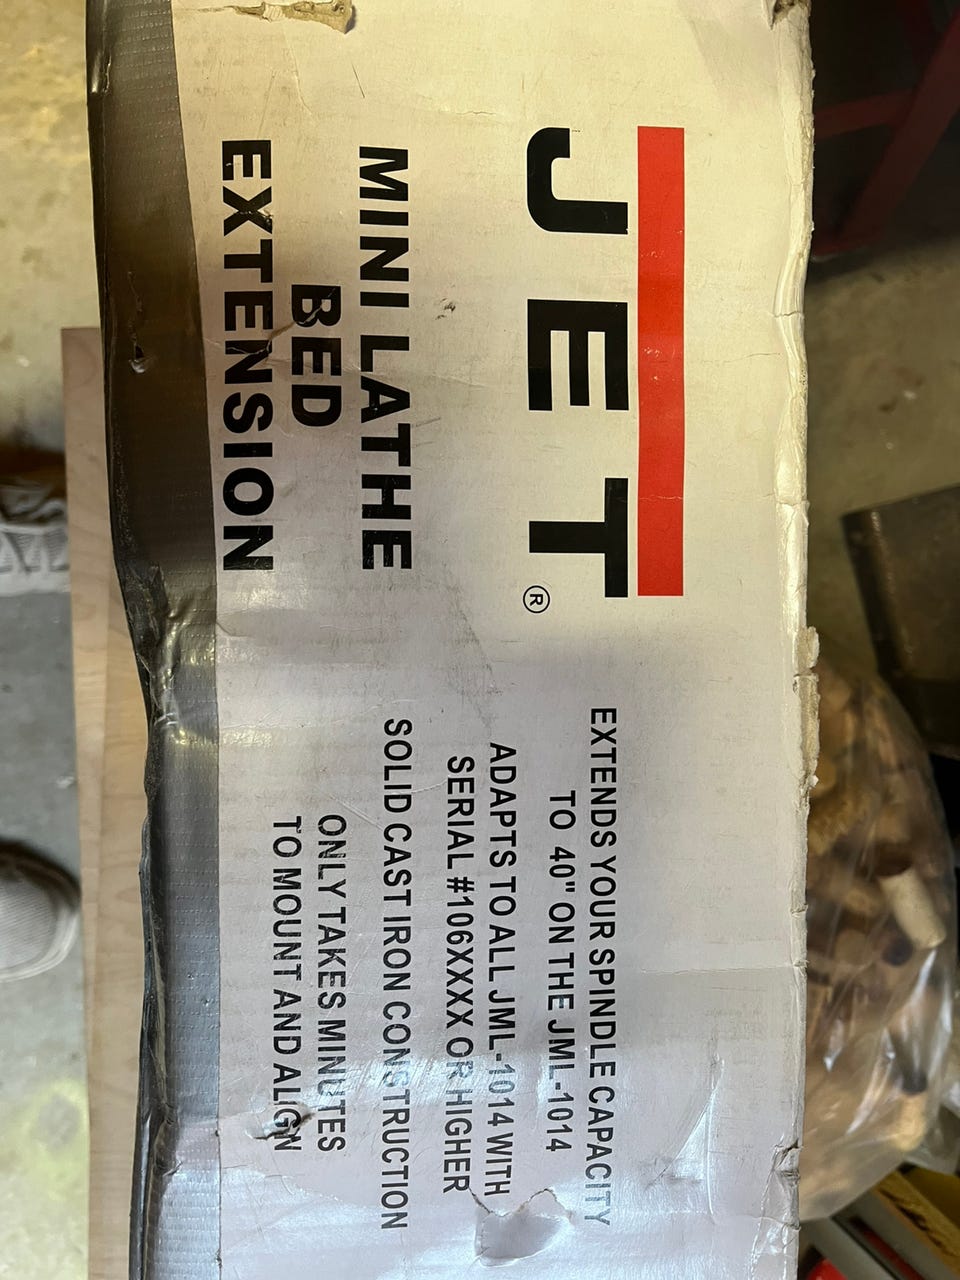 JET®
MINI LATHE
BED
EXTENSION
EXTENDS YOUR SPINDLE CAPACITY
TO 40" ON THE JML-1014
ADAPTS TO ALL JML-1014 WITH
SERIAL #106XXXX OR HIGHER
SOLID CAST IRON CONSTRUCTION
ONLY TAKES MINUTES
TO MOUNT AND ALIGN